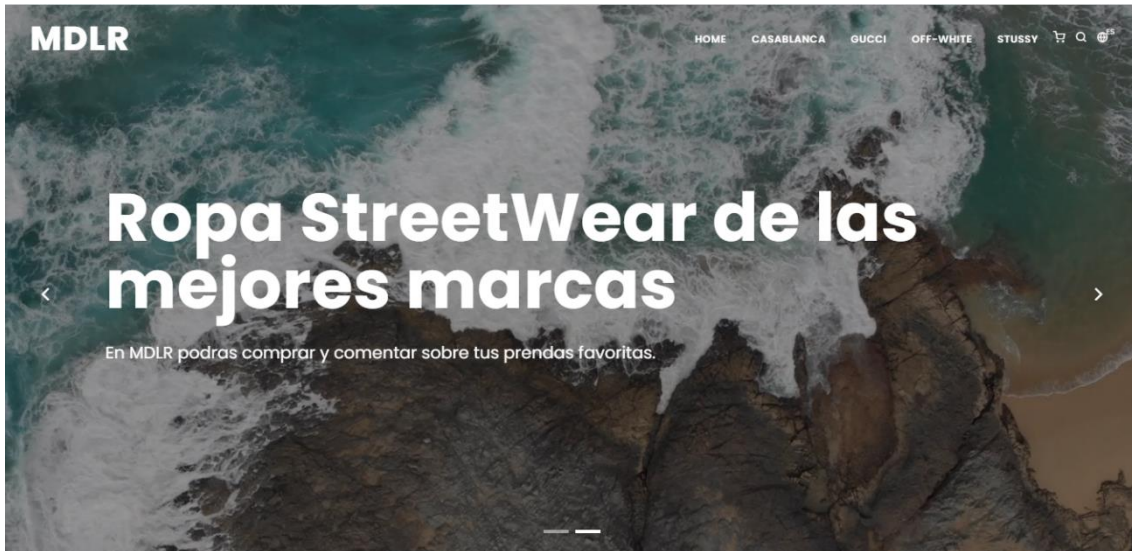 MDLR
HOME CASABLANCA GUCCI OFF-WHITE STUSSY ES
Ropa StreetWear de las
mejores marcas
En MDLR podras comprar y comentar sobre tus prendas favoritas.